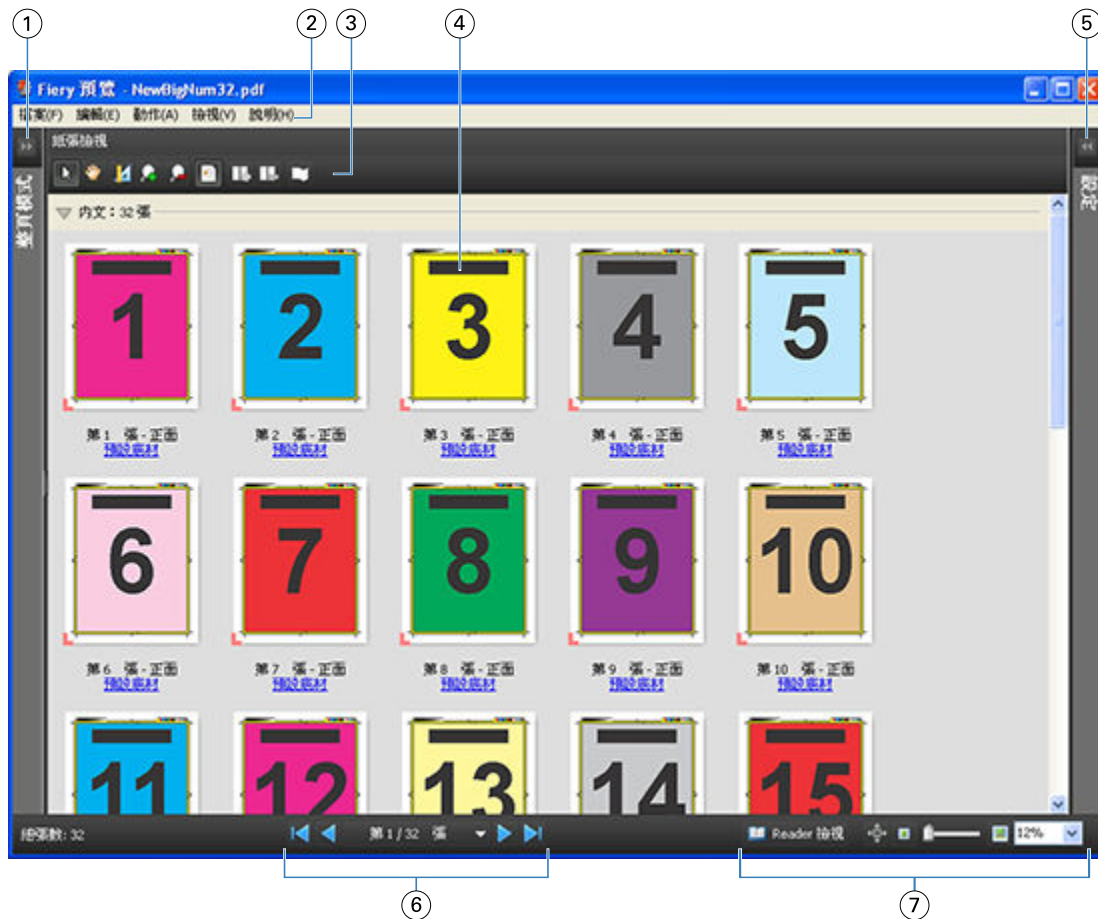 1 2 3 4 5
Fiery 預覽 - NewBigNum32.pdf
檔案(F) 編輯(E) 動作(A) 檢視(V) 說明(H)
紙張檢視
整頁模式
設定
內文：32 張
1 2 3 4 5
第 1 張 - 正面 第 2 張 - 正面 第 3 張 - 正面 第 4 張 - 正面 第 5 張 - 正面
預設底材 預設底材 預設底材 預設底材 預設底材
6 7 8 9 10
第 6 張 - 正面 第 7 張 - 正面 第 8 張 - 正面 第 9 張 - 正面 第 10 張 - 正面
預設底材 預設底材 預設底材 預設底材 預設底材
11 12 13 14 15
總張數: 32 第 1 / 32 張 Reader 檢視 12%
6 7